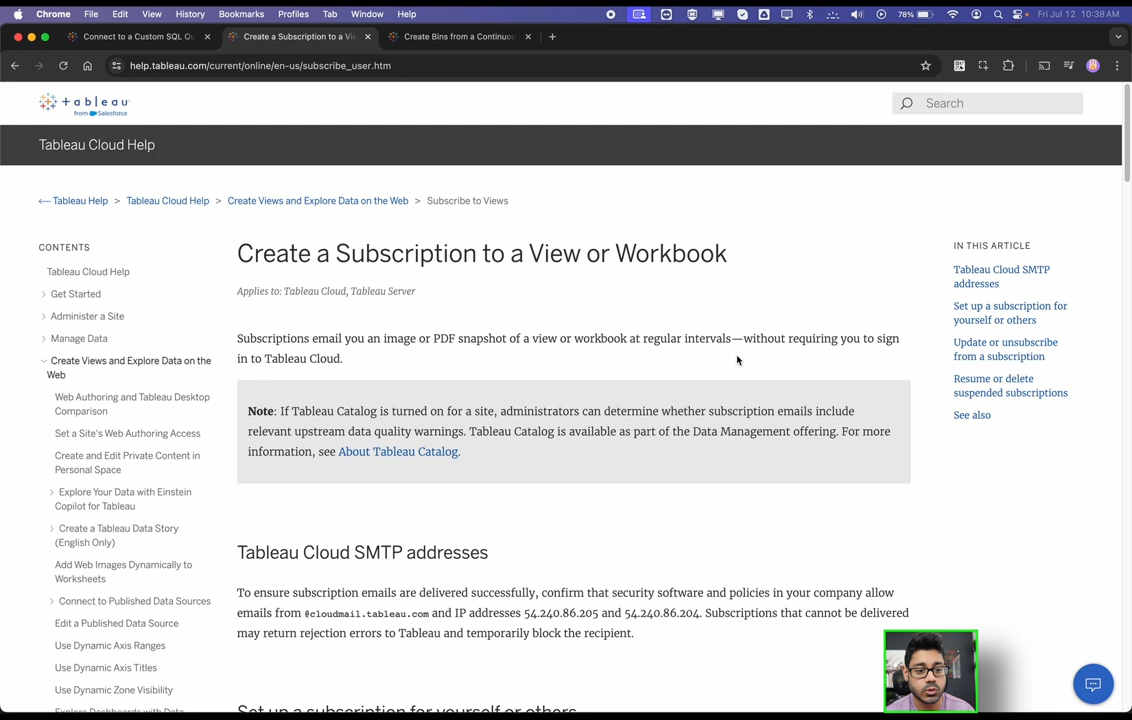 Chrome File Edit View History Bookmarks Profiles Tab Window Help 78% Fri Jul 12 10:38 AM
Connect to a Custom SQL Qu Create a Subscription to a Vie Create Bins from a Continuou
help.tableau.com/current/online/en-us/subscribe_user.htm
tableau
from Salesforce
Search
Tableau Cloud Help
Tableau Help > Tableau Cloud Help > Create Views and Explore Data on the Web > Subscribe to Views
CONTENTS
Tableau Cloud Help
Get Started
Administer a Site
Manage Data
Create Views and Explore Data on the
Web
Web Authoring and Tableau Desktop
Comparison
Set a Site's Web Authoring Access
Create and Edit Private Content in
Personal Space
Explore Your Data with Einstein
Copilot for Tableau
Create a Tableau Data Story
(English Only)
Add Web Images Dynamically to
Worksheets
Connect to Published Data Sources
Edit a Published Data Source
Use Dynamic Axis Ranges
Use Dynamic Axis Titles
Use Dynamic Zone Visibility
Explore Dashboards with Data
Create a Subscription to a View or Workbook
Applies to: Tableau Cloud, Tableau Server
Subscriptions email you an image or PDF snapshot of a view or workbook at regular intervals—without requiring you to sign
in to Tableau Cloud.
Note: If Tableau Catalog is turned on for a site, administrators can determine whether subscription emails include
relevant upstream data quality warnings. Tableau Catalog is available as part of the Data Management offering. For more
information, see About Tableau Catalog.
Tableau Cloud SMTP addresses
To ensure subscription emails are delivered successfully, confirm that security software and policies in your company allow
emails from @cloudmail.tableau.com and IP addresses 54.240.86.205 and 54.240.86.204. Subscriptions that cannot be delivered
may return rejection errors to Tableau and temporarily block the recipient.
Set up a subscription for yourself or others
IN THIS ARTICLE
Tableau Cloud SMTP
addresses
Set up a subscription for
yourself or others
Update or unsubscribe
from a subscription
Resume or delete
suspended subscriptions
See also